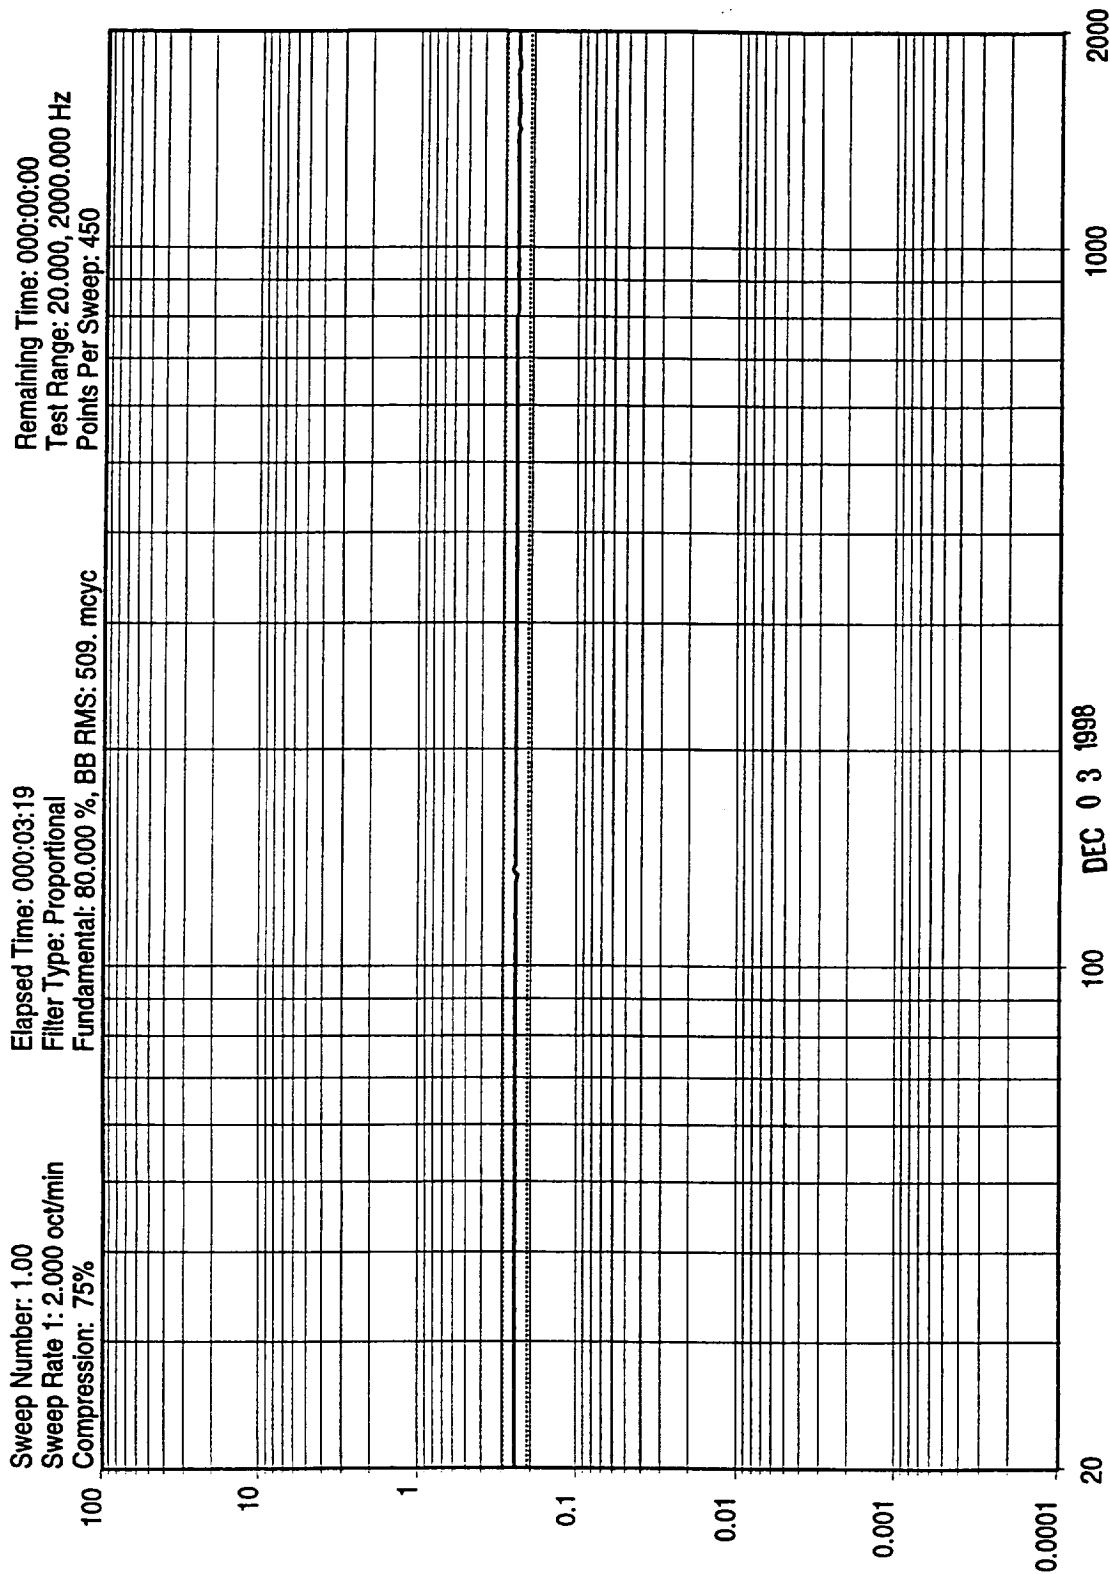 Sweep Number: 1.00
Elapsed Time: 000:03:19
Remaining Time: 000:00:00
Sweep Rate 1: 2.000 oct/min
Filter Type: Proportional
Test Range: 20.000, 2000.000 Hz
Compression: 75%
Fundamental: 80.000 %, BB RMS: 509. mcyc
Points Per Sweep: 450
100
10
1
0.1
0.01
0.001
0.0001
20
100
1000
2000
DEC 0 3 1998